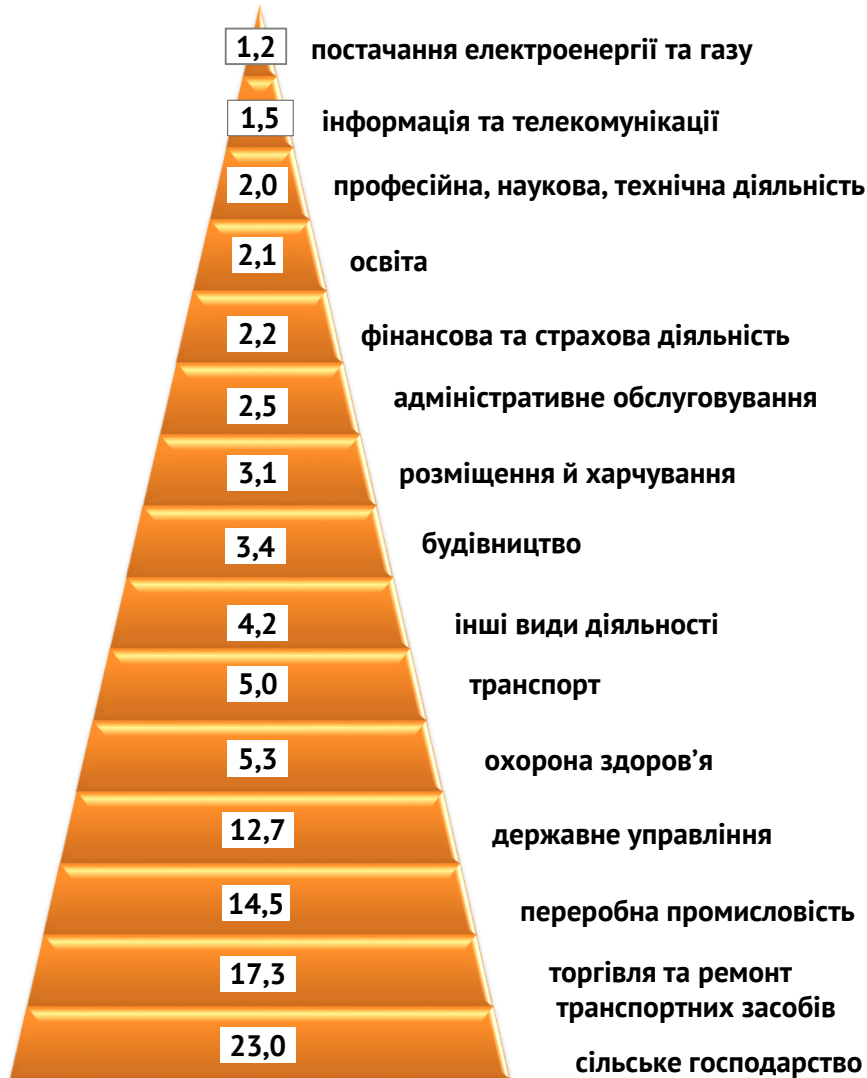 1,2 постачання електроенергії та газу
1,5 інформація та телекомунікації
2,0 професійна, наукова, технічна діяльність
2,1 освіта
2,2 фінансова та страхова діяльність
2,5 адміністративне обслуговування
3,1 розміщення й харчування
3,4 будівництво
4,2 інші види діяльності
5,0 транспорт
5,3 охорона здоров’я
12,7 державне управління
14,5 переробна промисловість
17,3 торгівля та ремонт
транспортних засобів
23,0 сільське господарство